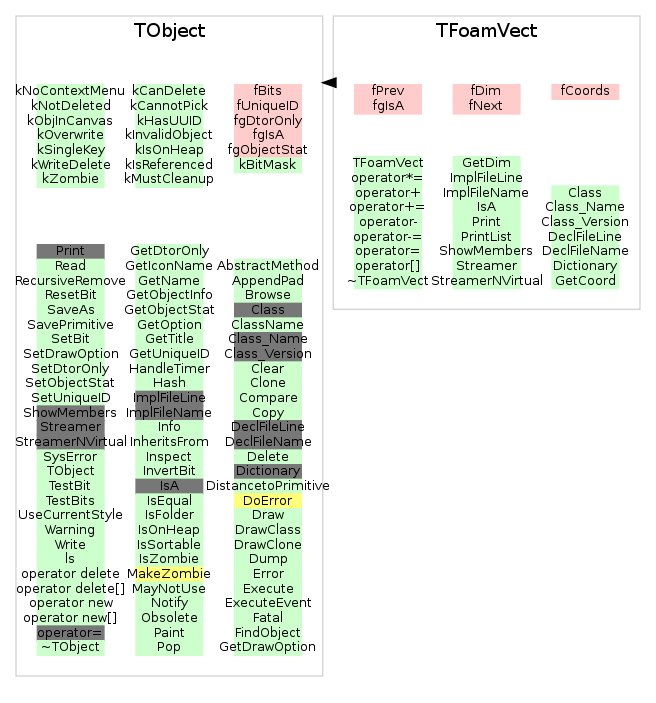 TObject
kNoContextMenu
kNotDeleted
kObjInCanvas
kOverwrite
kSingleKey
kWriteDelete
kZombie
kCanDelete
kCannotPick
kHasUUID
kInvalidObject
kIsOnHeap
kIsReferenced
kMustCleanup
fBits
fUniqueID
fgDtorOnly
fgIsA
fgObjectStat
kBitMask
Print
Read
RecursiveRemove
ResetBit
SaveAs
SavePrimitive
SetBit
SetDrawOption
SetDtorOnly
SetObjectStat
SetUniqueID
ShowMembers
Streamer
StreamerNVirtual
SysError
TObject
TestBit
TestBits
UseCurrentStyle
Warning
Write
ls
operator delete
operator delete[]
operator new
operator new[]
operator=
~TObject
GetDtorOnly
GetIconName
GetName
GetObjectInfo
GetObjectStat
GetOption
GetTitle
GetUniqueID
HandleTimer
Hash
ImplFileLine
ImplFileName
Info
InheritsFrom
Inspect
InvertBit
IsA
IsEqual
IsFolder
IsOnHeap
IsSortable
IsZombie
MakeZombie
MayNotUse
Notify
Obsolete
Paint
Pop
AbstractMethod
AppendPad
Browse
Class
ClassName
Class_Name
Class_Version
Clear
Clone
Compare
Copy
DeclFileLine
DeclFileName
Delete
Dictionary
DistancetoPrimitive
DoError
Draw
DrawClass
DrawClone
Dump
Error
Execute
ExecuteEvent
Fatal
FindObject
GetDrawOption
TFoamVect
fPrev
fgIsA
fDim
fNext
fCoords
TFoamVect
operator*=
operator+
operator+=
operator-
operator-=
operator=
operator[]
~TFoamVect
GetDim
ImplFileLine
ImplFileName
IsA
Print
PrintList
ShowMembers
Streamer
StreamerNVirtual
Class
Class_Name
Class_Version
DeclFileLine
DeclFileName
Dictionary
GetCoord